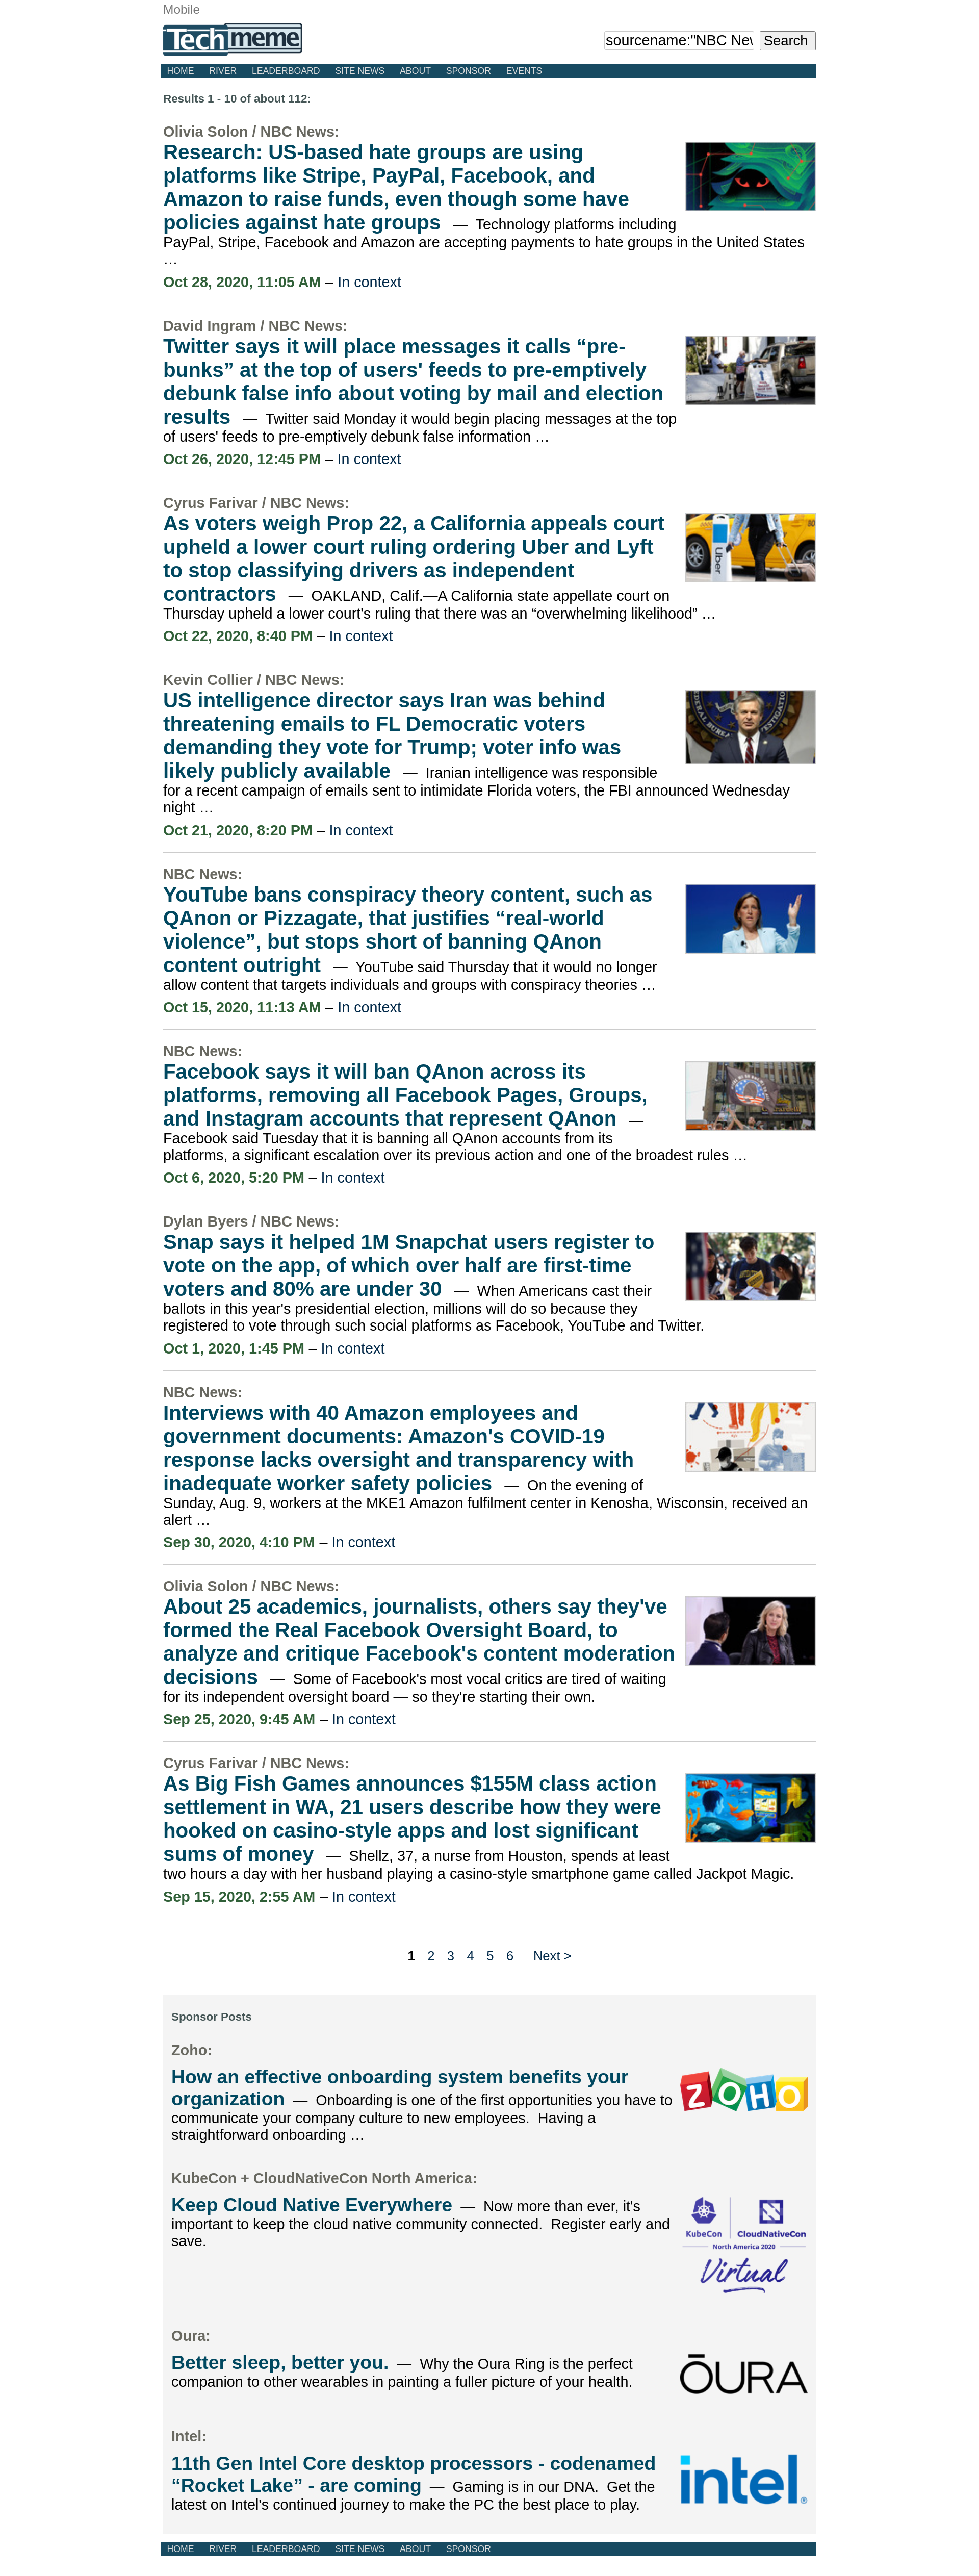 Mobile
Techmeme
sourcename:"NBC Nev
Search
HOME RIVER LEADERBOARD SITE NEWS ABOUT SPONSOR EVENTS
Results 1 - 10 of about 112:
Olivia Solon / NBC News:
Research: US-based hate groups are using
platforms like Stripe, PayPal, Facebook, and
Amazon to raise funds, even though some have
policies against hate groups — Technology platforms including
PayPal, Stripe, Facebook and Amazon are accepting payments to hate groups in the United States
…
Oct 28, 2020, 11:05 AM – In context
David Ingram / NBC News:
Twitter says it will place messages it calls “pre-
bunks” at the top of users' feeds to pre-emptively
debunk false info about voting by mail and election
results — Twitter said Monday it would begin placing messages at the top
of users' feeds to pre-emptively debunk false information …
Oct 26, 2020, 12:45 PM – In context
Cyrus Farivar / NBC News:
As voters weigh Prop 22, a California appeals court
upheld a lower court ruling ordering Uber and Lyft
to stop classifying drivers as independent
contractors — OAKLAND, Calif.—A California state appellate court on
Thursday upheld a lower court's ruling that there was an “overwhelming likelihood” …
Uber
Oct 22, 2020, 8:40 PM – In context
Kevin Collier / NBC News:
US intelligence director says Iran was behind
threatening emails to FL Democratic voters
demanding they vote for Trump; voter info was
likely publicly available — Iranian intelligence was responsible
for a recent campaign of emails sent to intimidate Florida voters, the FBI announced Wednesday
night …
Oct 21, 2020, 8:20 PM – In context
NBC News:
YouTube bans conspiracy theory content, such as
QAnon or Pizzagate, that justifies “real-world
violence”, but stops short of banning QAnon
content outright — YouTube said Thursday that it would no longer
allow content that targets individuals and groups with conspiracy theories …
Oct 15, 2020, 11:13 AM – In context
NBC News:
Facebook says it will ban QAnon across its
platforms, removing all Facebook Pages, Groups,
and Instagram accounts that represent QAnon —
Facebook said Tuesday that it is banning all QAnon accounts from its
platforms, a significant escalation over its previous action and one of the broadest rules …
Oct 6, 2020, 5:20 PM – In context
Dylan Byers / NBC News:
Snap says it helped 1M Snapchat users register to
vote on the app, of which over half are first-time
voters and 80% are under 30 — When Americans cast their
ballots in this year's presidential election, millions will do so because they
registered to vote through such social platforms as Facebook, YouTube and Twitter.
Oct 1, 2020, 1:45 PM – In context
NBC News:
Interviews with 40 Amazon employees and
government documents: Amazon's COVID-19
response lacks oversight and transparency with
inadequate worker safety policies — On the evening of
Sunday, Aug. 9, workers at the MKE1 Amazon fulfilment center in Kenosha, Wisconsin, received an
alert …
Sep 30, 2020, 4:10 PM – In context
Olivia Solon / NBC News:
About 25 academics, journalists, others say they've
formed the Real Facebook Oversight Board, to
analyze and critique Facebook's content moderation
decisions — Some of Facebook's most vocal critics are tired of waiting
for its independent oversight board — so they're starting their own.
Sep 25, 2020, 9:45 AM – In context
Cyrus Farivar / NBC News:
As Big Fish Games announces $155M class action
settlement in WA, 21 users describe how they were
hooked on casino-style apps and lost significant
sums of money — Shellz, 37, a nurse from Houston, spends at least
two hours a day with her husband playing a casino-style smartphone game called Jackpot Magic.
Sep 15, 2020, 2:55 AM – In context
1 2 3 4 5 6 Next >
Sponsor Posts
Zoho:
How an effective onboarding system benefits your
organization — Onboarding is one of the first opportunities you have to
communicate your company culture to new employees. Having a
straightforward onboarding …
ZOHO
KubeCon + CloudNativeCon North America:
Keep Cloud Native Everywhere — Now more than ever, it's
important to keep the cloud native community connected. Register early and
save.
KubeCon CloudNativeCon
North America 2020
Virtual
Oura:
Better sleep, better you. — Why the Oura Ring is the perfect
companion to other wearables in painting a fuller picture of your health.
ŌURA
Intel:
11th Gen Intel Core desktop processors - codenamed
“Rocket Lake” - are coming — Gaming is in our DNA. Get the
latest on Intel's continued journey to make the PC the best place to play.
intel®
HOME RIVER LEADERBOARD SITE NEWS ABOUT SPONSOR